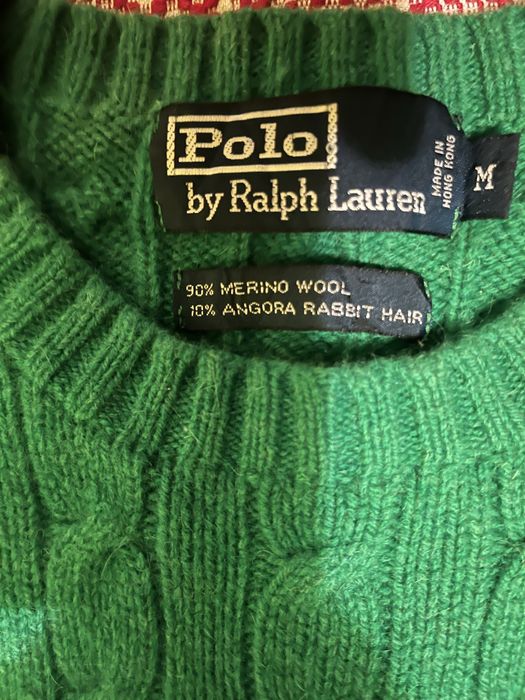 Polo
by Ralph Lauren
MADE IN
HONG KONG
M
90% MERINO WOOL
10% ANGORA RABBIT HAIR